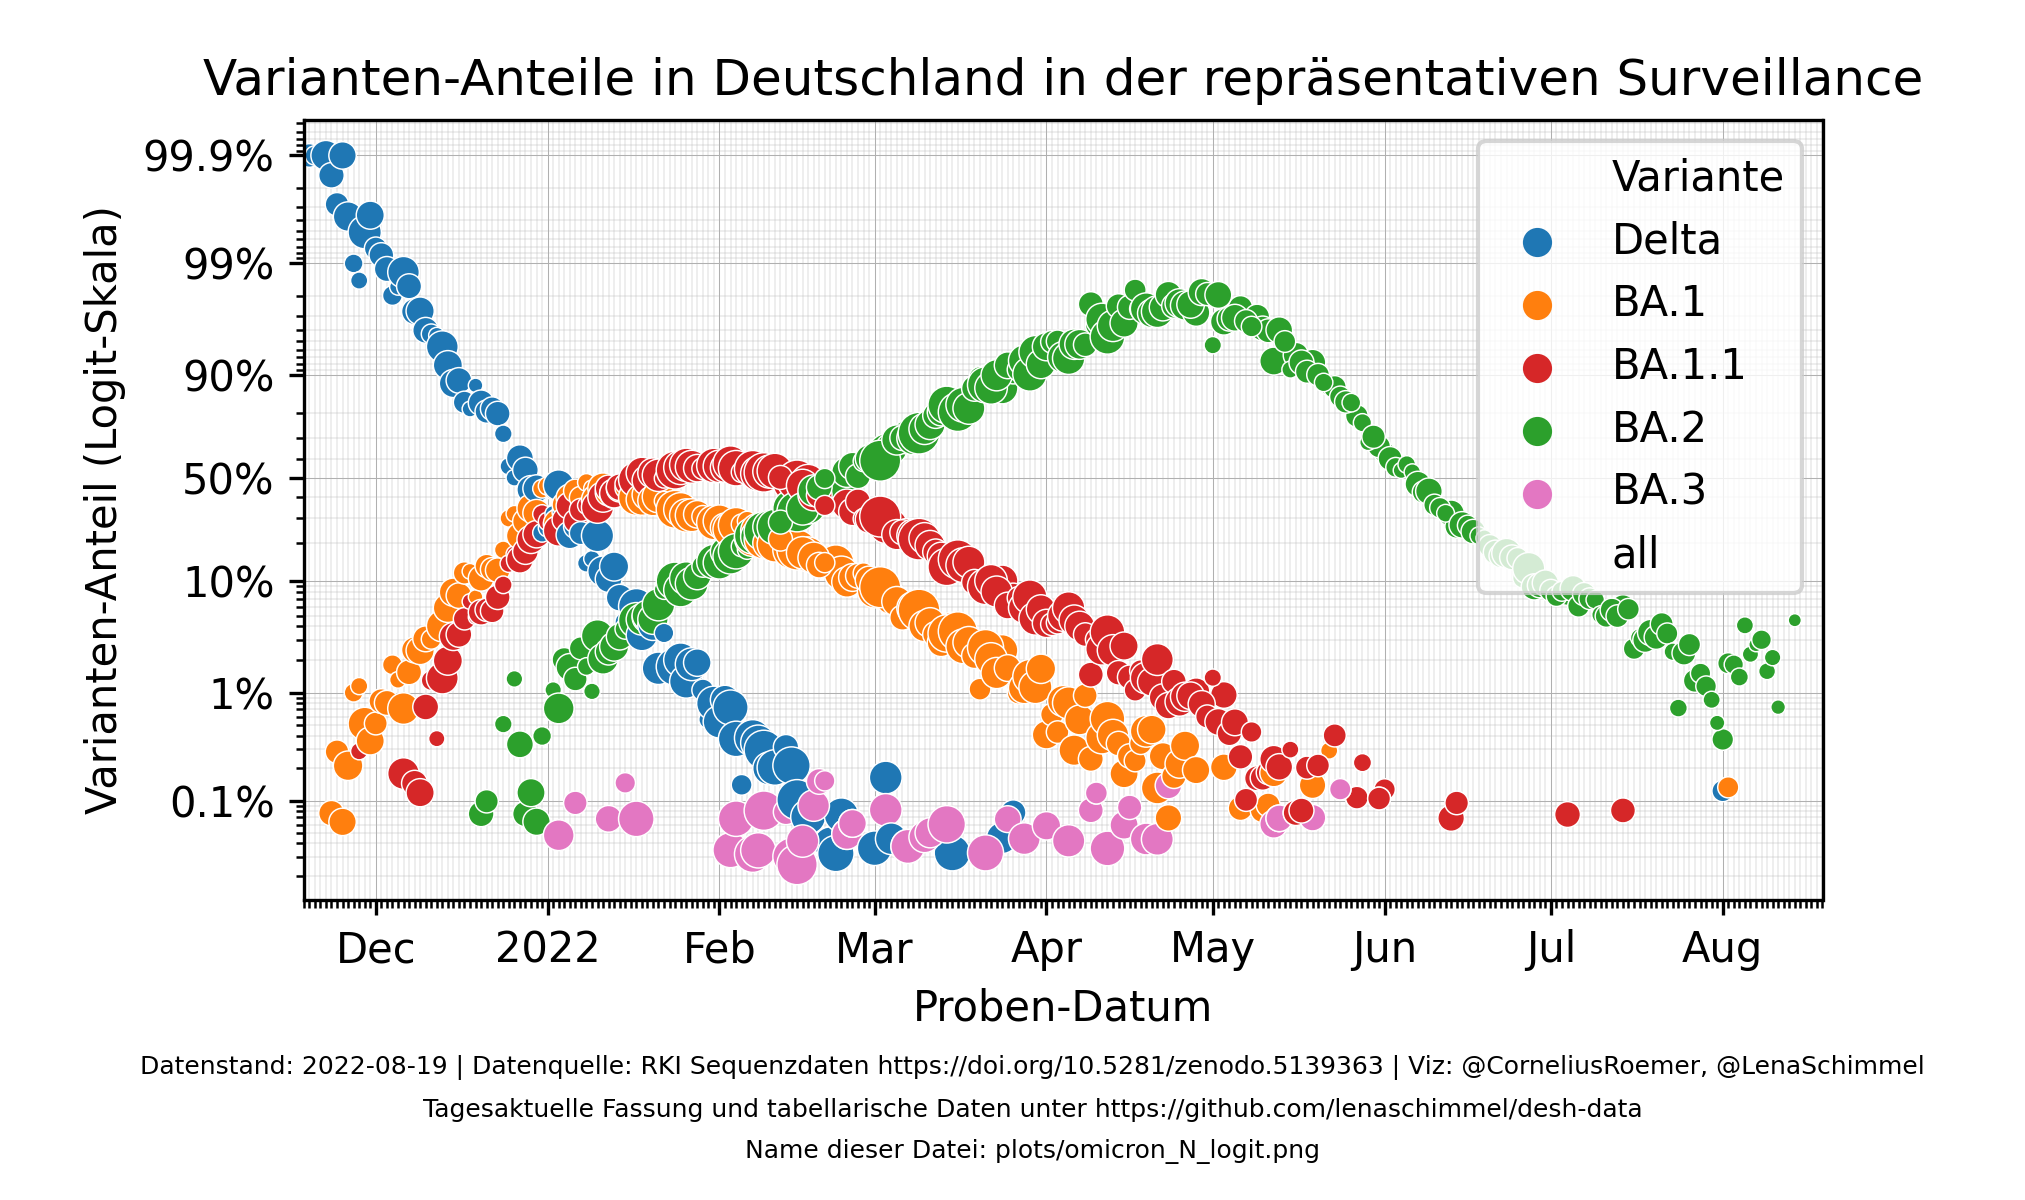 Varianten-Anteile in Deutschland in der repräsentativen Surveillance
Varianten-Anteil (Logit-Skala)
99.9%
99%
90%
50%
10%
1%
0.1%
Variante
Delta
BA.1
BA.1.1
BA.2
BA.3
all
Dec 2022 Feb Mar Apr May Jun Jul Aug
Proben-Datum
Datenstand: 2022-08-19 | Datenquelle: RKI Sequenzdaten https://doi.org/10.5281/zenodo.5139363 | Viz: @CorneliusRoemer, @LenaSchimmel
Tagesaktuelle Fassung und tabellarische Daten unter https://github.com/lenaschimmel/desh-data
Name dieser Datei: plots/omicron_N_logit.png